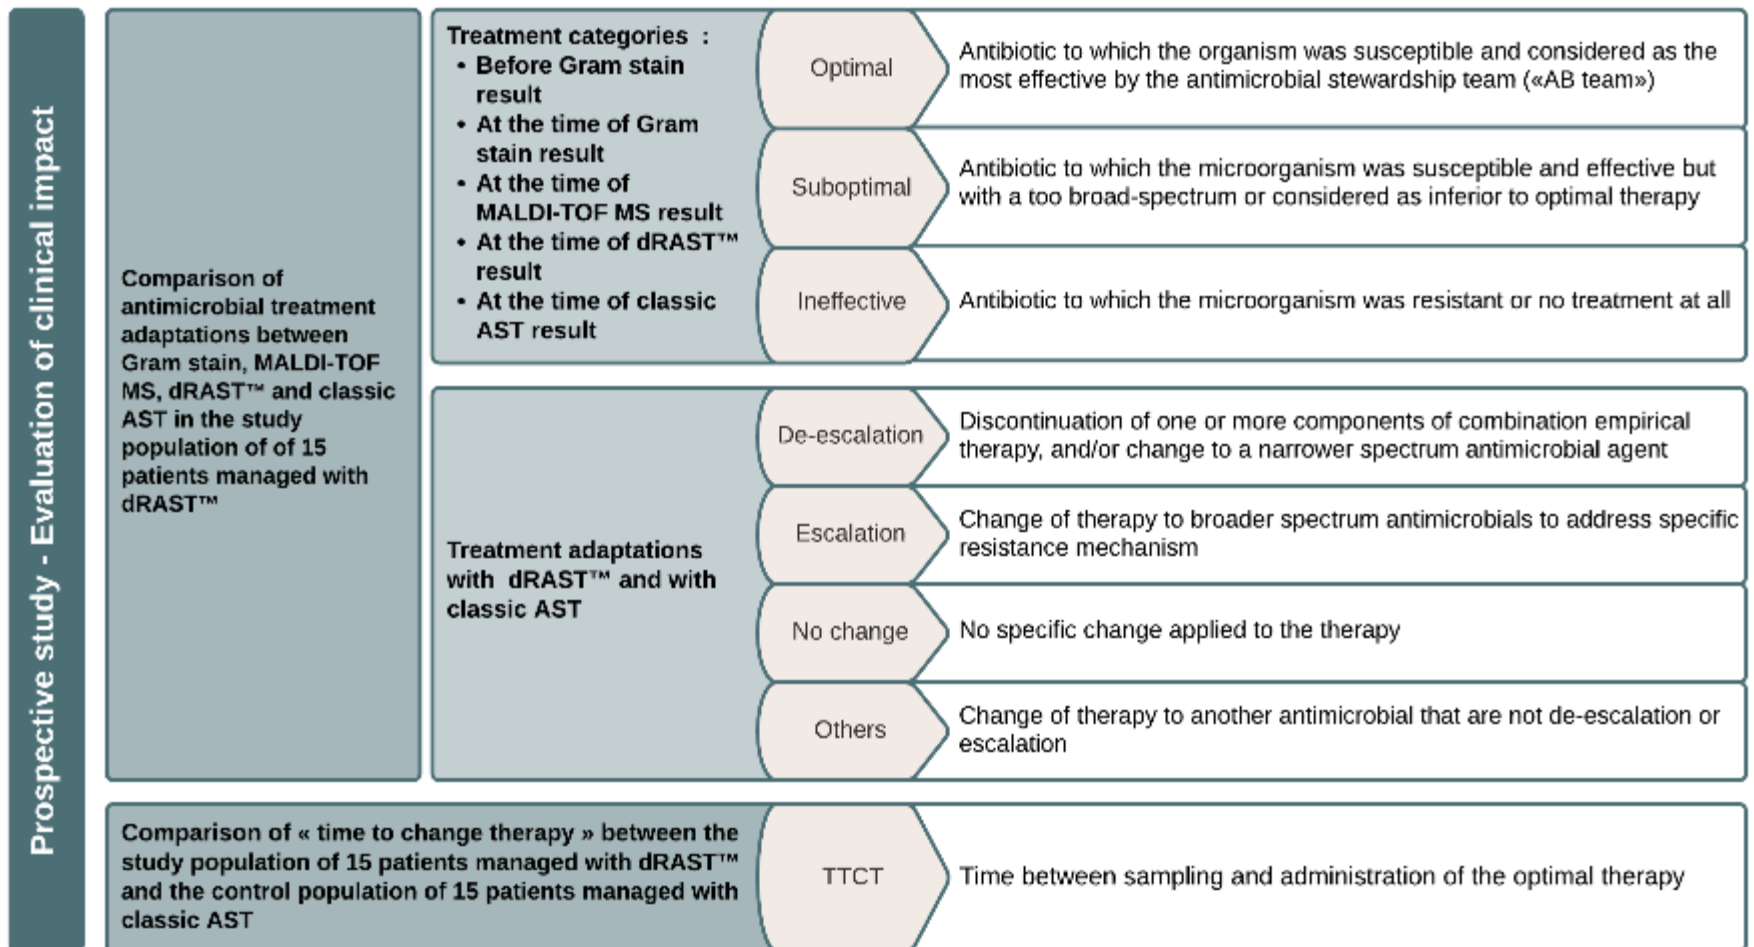 Prospective study - Evaluation of clinical impact
Comparison of
antimicrobial treatment
adaptations between
Gram stain, MALDI-TOF
MS, dRAST™ and classic
AST in the study
population of of 15
patients managed with
dRAST™
Treatment categories :
• Before Gram stain
result
• At the time of Gram
stain result
• At the time of
MALDI-TOF MS result
• At the time of dRAST™
result
• At the time of classic
AST result
Optimal
Antibiotic to which the organism was susceptible and considered as the
most effective by the antimicrobial stewardship team («AB team»)
Suboptimal
Antibiotic to which the microorganism was susceptible and effective but
with a too broad-spectrum or considered as inferior to optimal therapy
Ineffective
Antibiotic to which the microorganism was resistant or no treatment at all
Treatment adaptations
with dRAST™ and with
classic AST
De-escalation
Discontinuation of one or more components of combination empirical
therapy, and/or change to a narrower spectrum antimicrobial agent
Escalation
Change of therapy to broader spectrum antimicrobials to address specific
resistance mechanism
No change
No specific change applied to the therapy
Others
Change of therapy to another antimicrobial that are not de-escalation or
escalation
Comparison of « time to change therapy » between the
study population of 15 patients managed with dRAST™
and the control population of 15 patients managed with
classic AST
TTCT
Time between sampling and administration of the optimal therapy